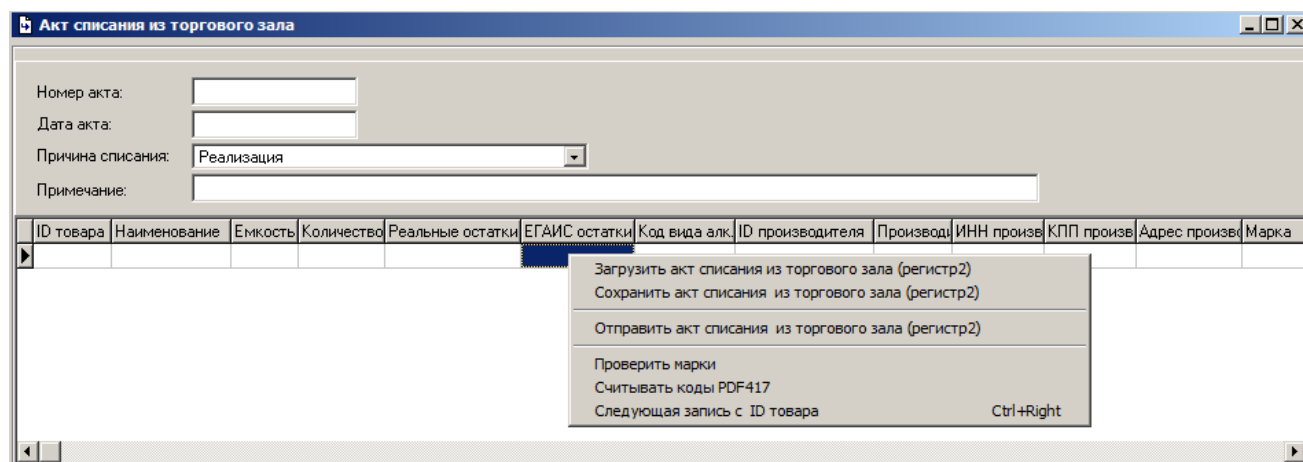 Акт списания из торгового зала
Номер акта:
Дата акта:
Причина списания: Реализация
Примечание:
ID товара Наименование Емкость Количество Реальные остатки ЕГАИС остатки Код вида алк. ID производителя Производи ИНН произв КПП произв Адрес произво Марка
Загрузить акт списания из торгового зала (регистр2)
Сохранить акт списания из торгового зала (регистр2)
Отправить акт списания из торгового зала (регистр2)
Проверить марки
Считывать коды PDF417
Следующая запись с ID товара Ctrl+Right